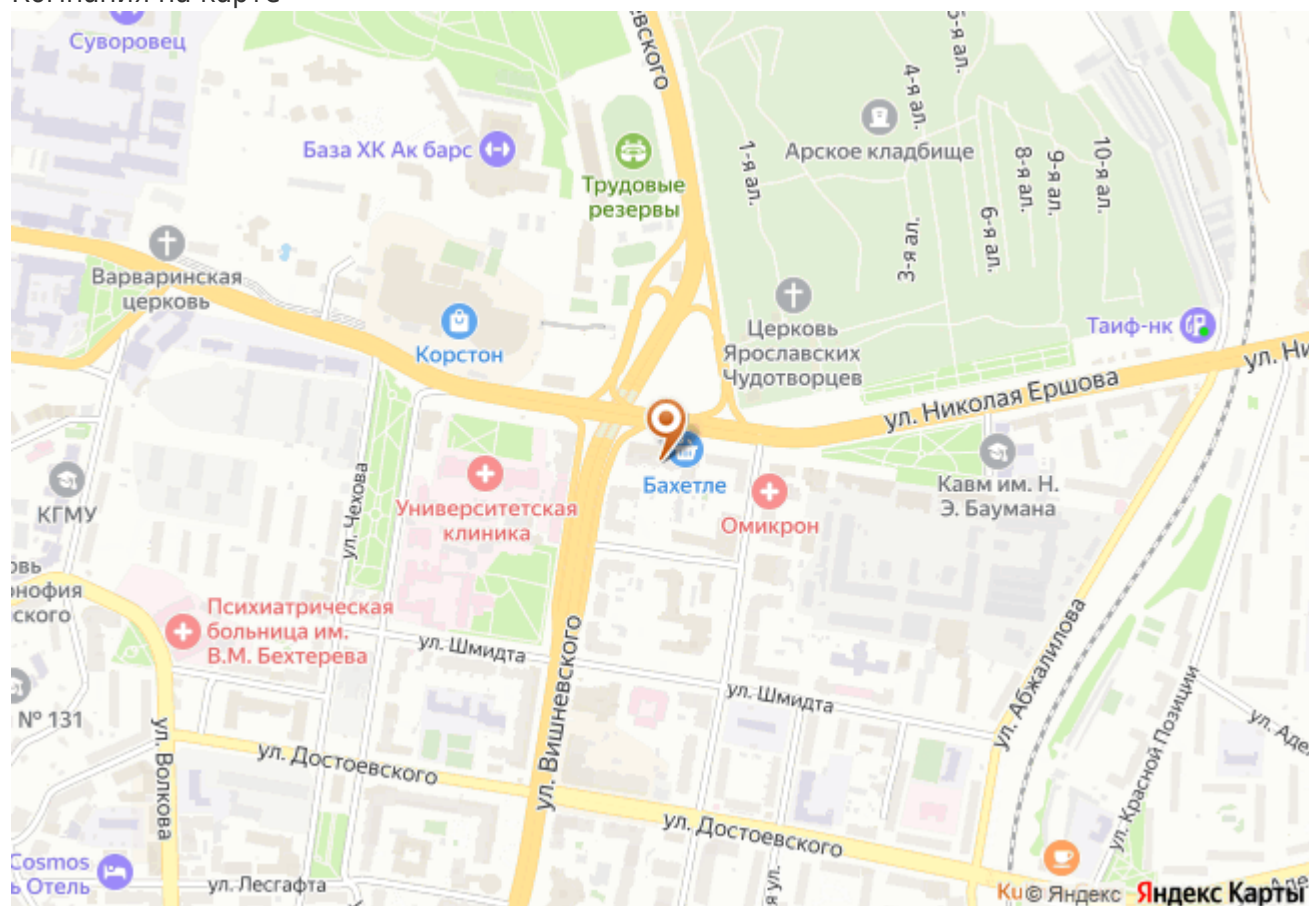 Суворовец
База ХК Ак барс
Трудовые
резервы
Арское кладбище
1-я ал.
4-я ал.
3-я ал.
6-я ал.
8-я ал.
9-я ал.
10-я ал.
Варваринская
церковь
Корстон
Церковь
Ярославских
Чудотворцев
Таиф-нк
ул. Николая Ершова
Бахетле
Омикрон
Кавм им. Н.
Э. Баумана
КГМУ
ул. Чехова
Университетская
клиника
Психиатрическая
больница им.
В.М. Бехтерева
ул. Шмидта
ул. Шмидта
ул. Вишневского
ул. Абжалилова
ул. Красной Позиции
№ 131
ул. Волкова
ул. Достоевского
ул. Достоевского
Cosmos
Отель
ул. Лесгафта
© Яндекс Яндекс Карты